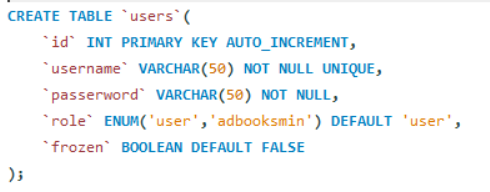 CREATE TABLE `users`(
`id` INT PRIMARY KEY AUTO_INCREMENT,
`username` VARCHAR(50) NOT NULL UNIQUE,
`passerword` VARCHAR(50) NOT NULL,
`role` ENUM('user','adbooksmin') DEFAULT 'user',
`frozen` BOOLEAN DEFAULT FALSE
);